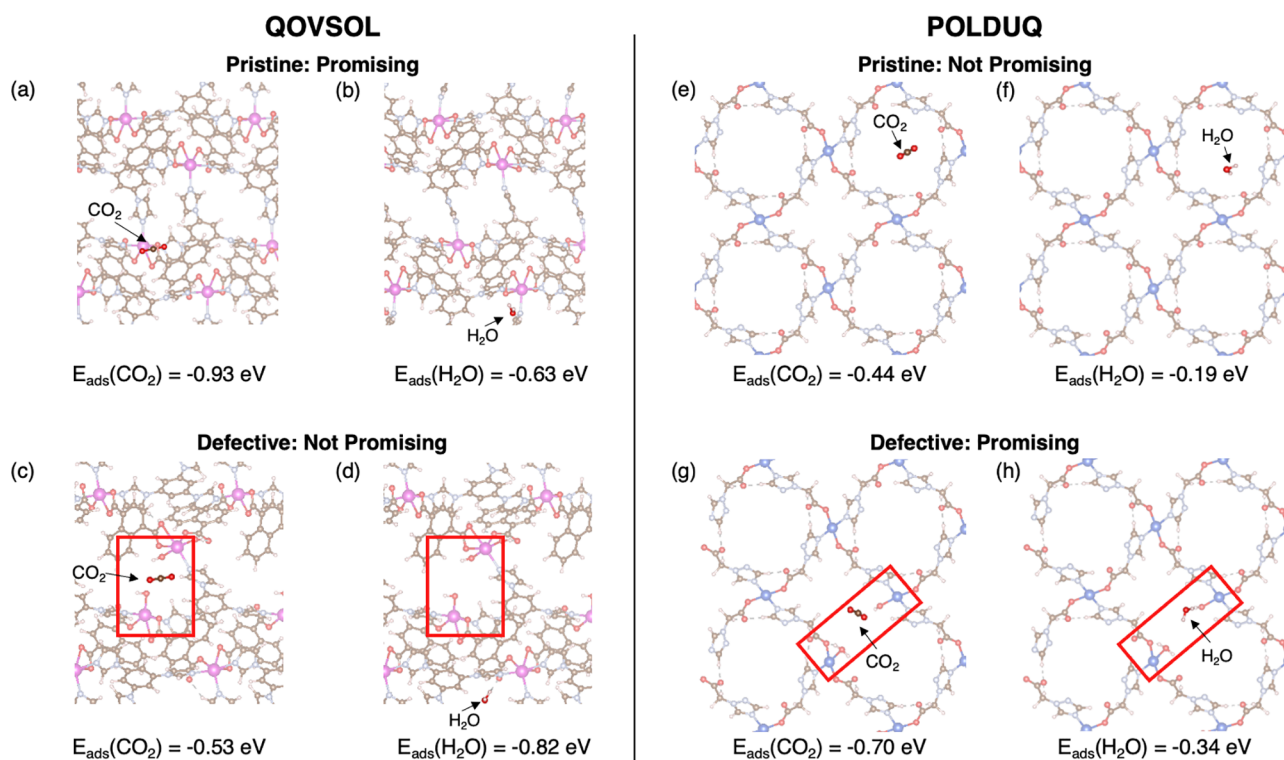 QOVSOL
Pristine: Promising
(a)
(b)
CO₂
H₂O
Eads(CO₂) = -0.93 eV
Eads(H₂O) = -0.63 eV
Defective: Not Promising
(c)
(d)
CO₂
H₂O
Eads(CO₂) = -0.53 eV
Eads(H₂O) = -0.82 eV
POLDUQ
Pristine: Not Promising
(e)
(f)
CO₂
H₂O
Eads(CO₂) = -0.44 eV
Eads(H₂O) = -0.19 eV
Defective: Promising
(g)
(h)
CO₂
H₂O
Eads(CO₂) = -0.70 eV
Eads(H₂O) = -0.34 eV